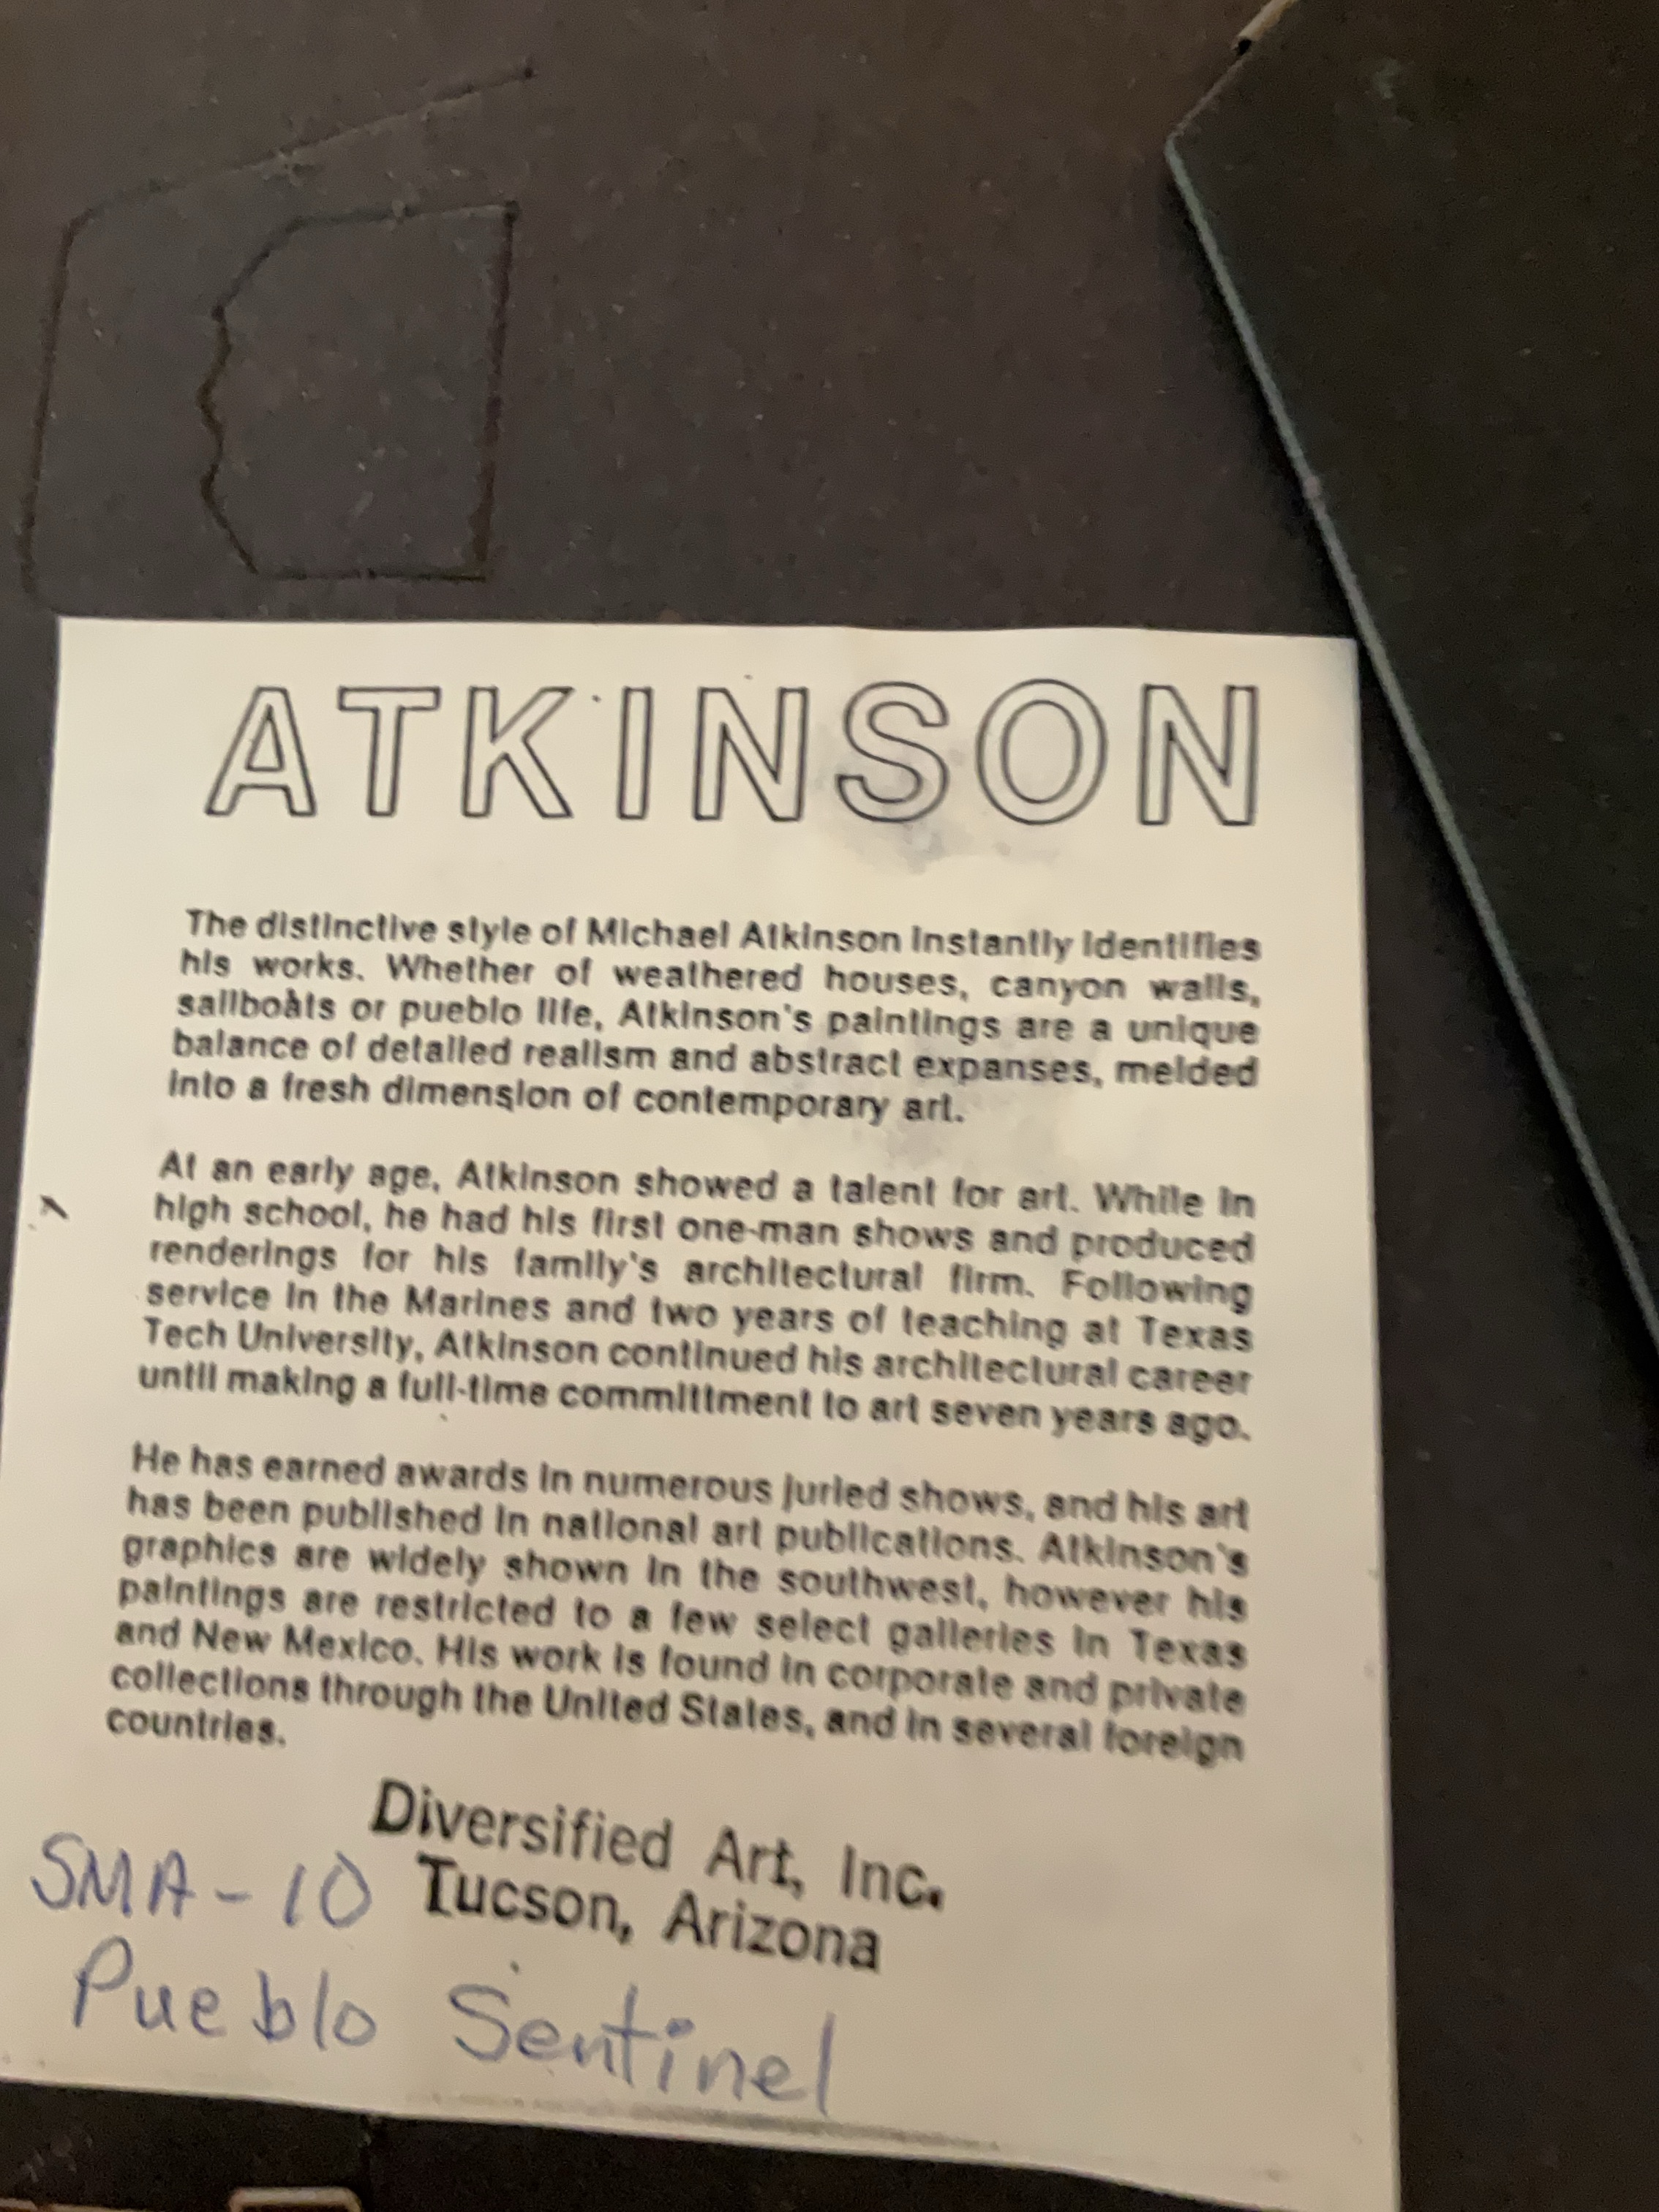 ATKINSON
The distinctive style of Michael Atkinson instantly identifies
his works. Whether of weathered houses, canyon walls,
sailboats or pueblo life, Atkinson's paintings are a unique
balance of detailed realism and abstract expanses, melded
into a fresh dimension of contemporary art.
At an early age, Atkinson showed a talent for art. While in
high school, he had his first one-man shows and produced
renderings for his family's architectural firm. Following
service in the Marines and two years of teaching at Texas
Tech University, Atkinson continued his architectural career
until making a full-time committment to art seven years ago.
He has earned awards in numerous juried shows, and his art
has been published in national art publications. Atkinson's
graphics are widely shown in the southwest, however his
paintings are restricted to a few select galleries in Texas
and New Mexico. His work is found in corporate and private
collections through the United States, and in several foreign
countries.
Diversified Art, Inc.
Tucson, Arizona
SMA-10
Pueblo Sentinel